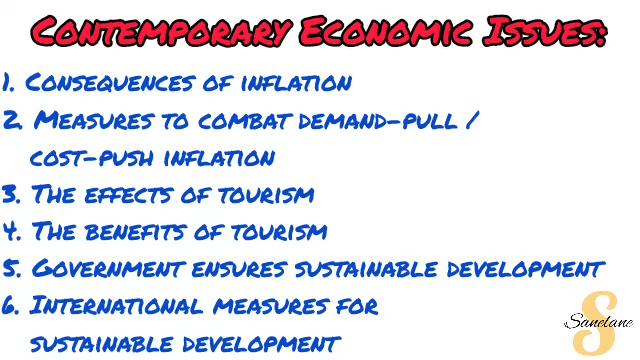 Contemporary Economic Issues:
1. Consequences of inflation
2. Measures to combat demand-pull /
cost-push inflation
3. The effects of tourism
4. The benefits of tourism
5. Government ensures sustainable development
6. International measures for
sustainable development
S
Sanelane